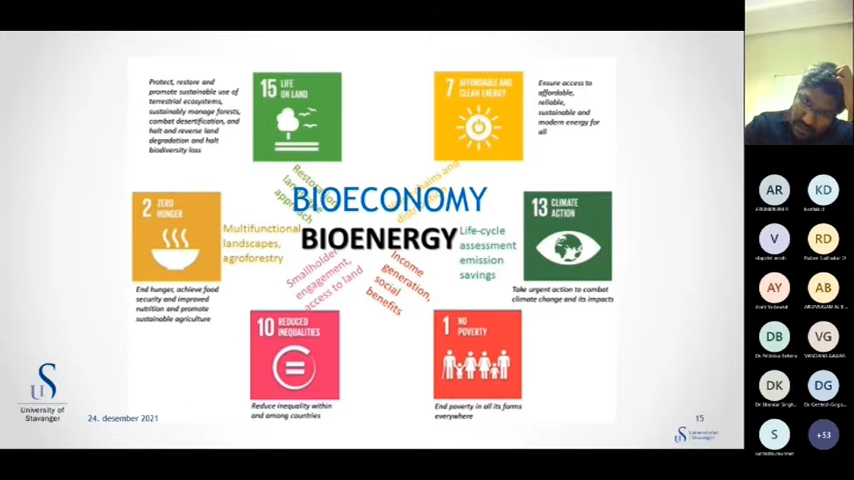 Protect, restore and
promote sustainable use of
terrestrial ecosystems,
sustainably manage forests,
combat desertification, and
halt and reverse land
degradation and halt
biodiversity loss
15 LIFE
ON LAND
7 AFFORDABLE AND
CLEAN ENERGY
Ensure access to
affordable,
reliable,
sustainable and
modern energy for
all
Restoration
approach
chains and
BIOECONOMY
BIOENERGY
2 ZERO
HUNGER
Multifunctional
landscapes,
agroforestry
Life-cycle
assessment
emission
savings
13 CLIMATE
ACTION
End hunger, achieve food
security and improved
nutrition and promote
sustainable agriculture
Smallholder
engagement,
access to land
Income
generation,
social
benefits
Take urgent action to combat
climate change and its impacts
10 REDUCED
INEQUALITIES
1 NO
POVERTY
Reduce inequality within
and among countries
End poverty in all its forms
everywhere
University of
Stavanger
24. desember 2021
15
Universitetet
i Stavanger
AR
KD
V
RD
AY
AB
DB
VG
DK
DG
S
+53